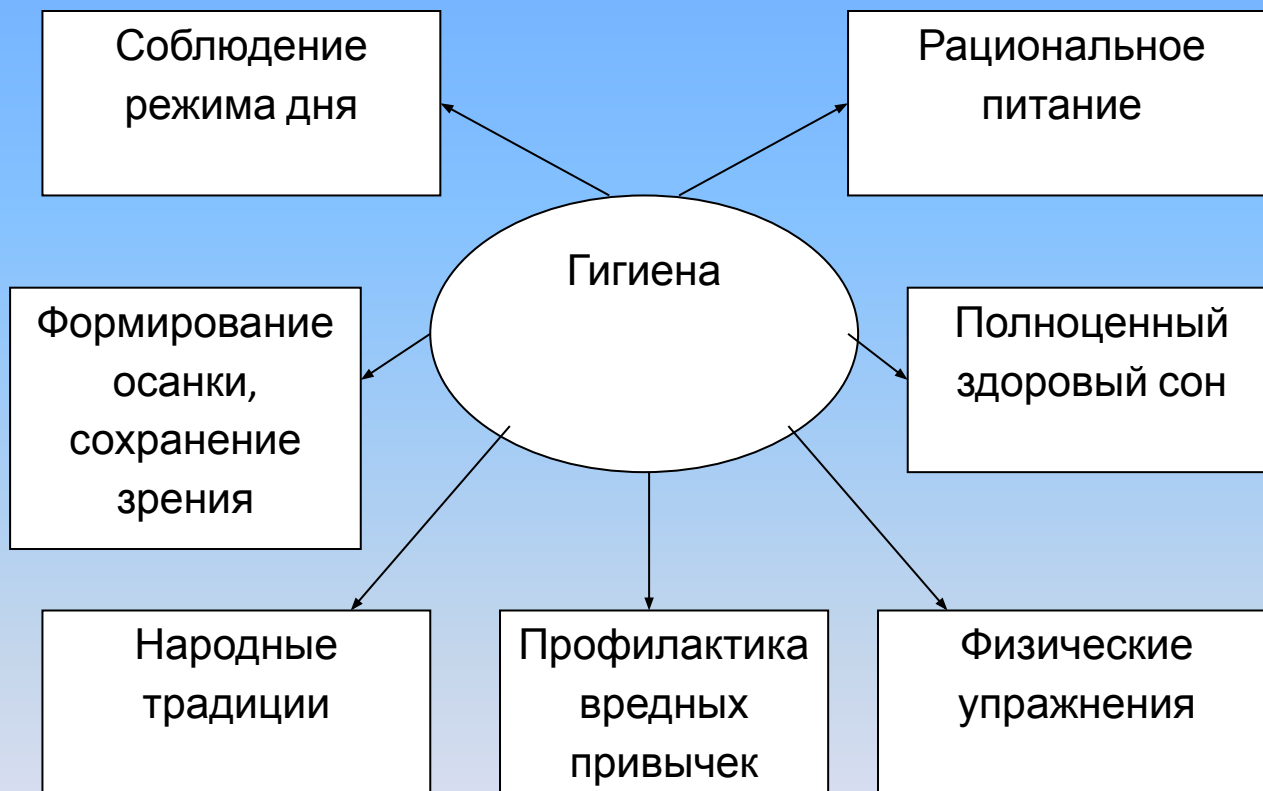 Соблюдение
режима дня
Рациональное
питание
Гигиена
Формирование
осанки,
сохранение
зрения
Полноценный
здоровый сон
Народные
традиции
Профилактика
вредных
привычек
Физические
упражнения